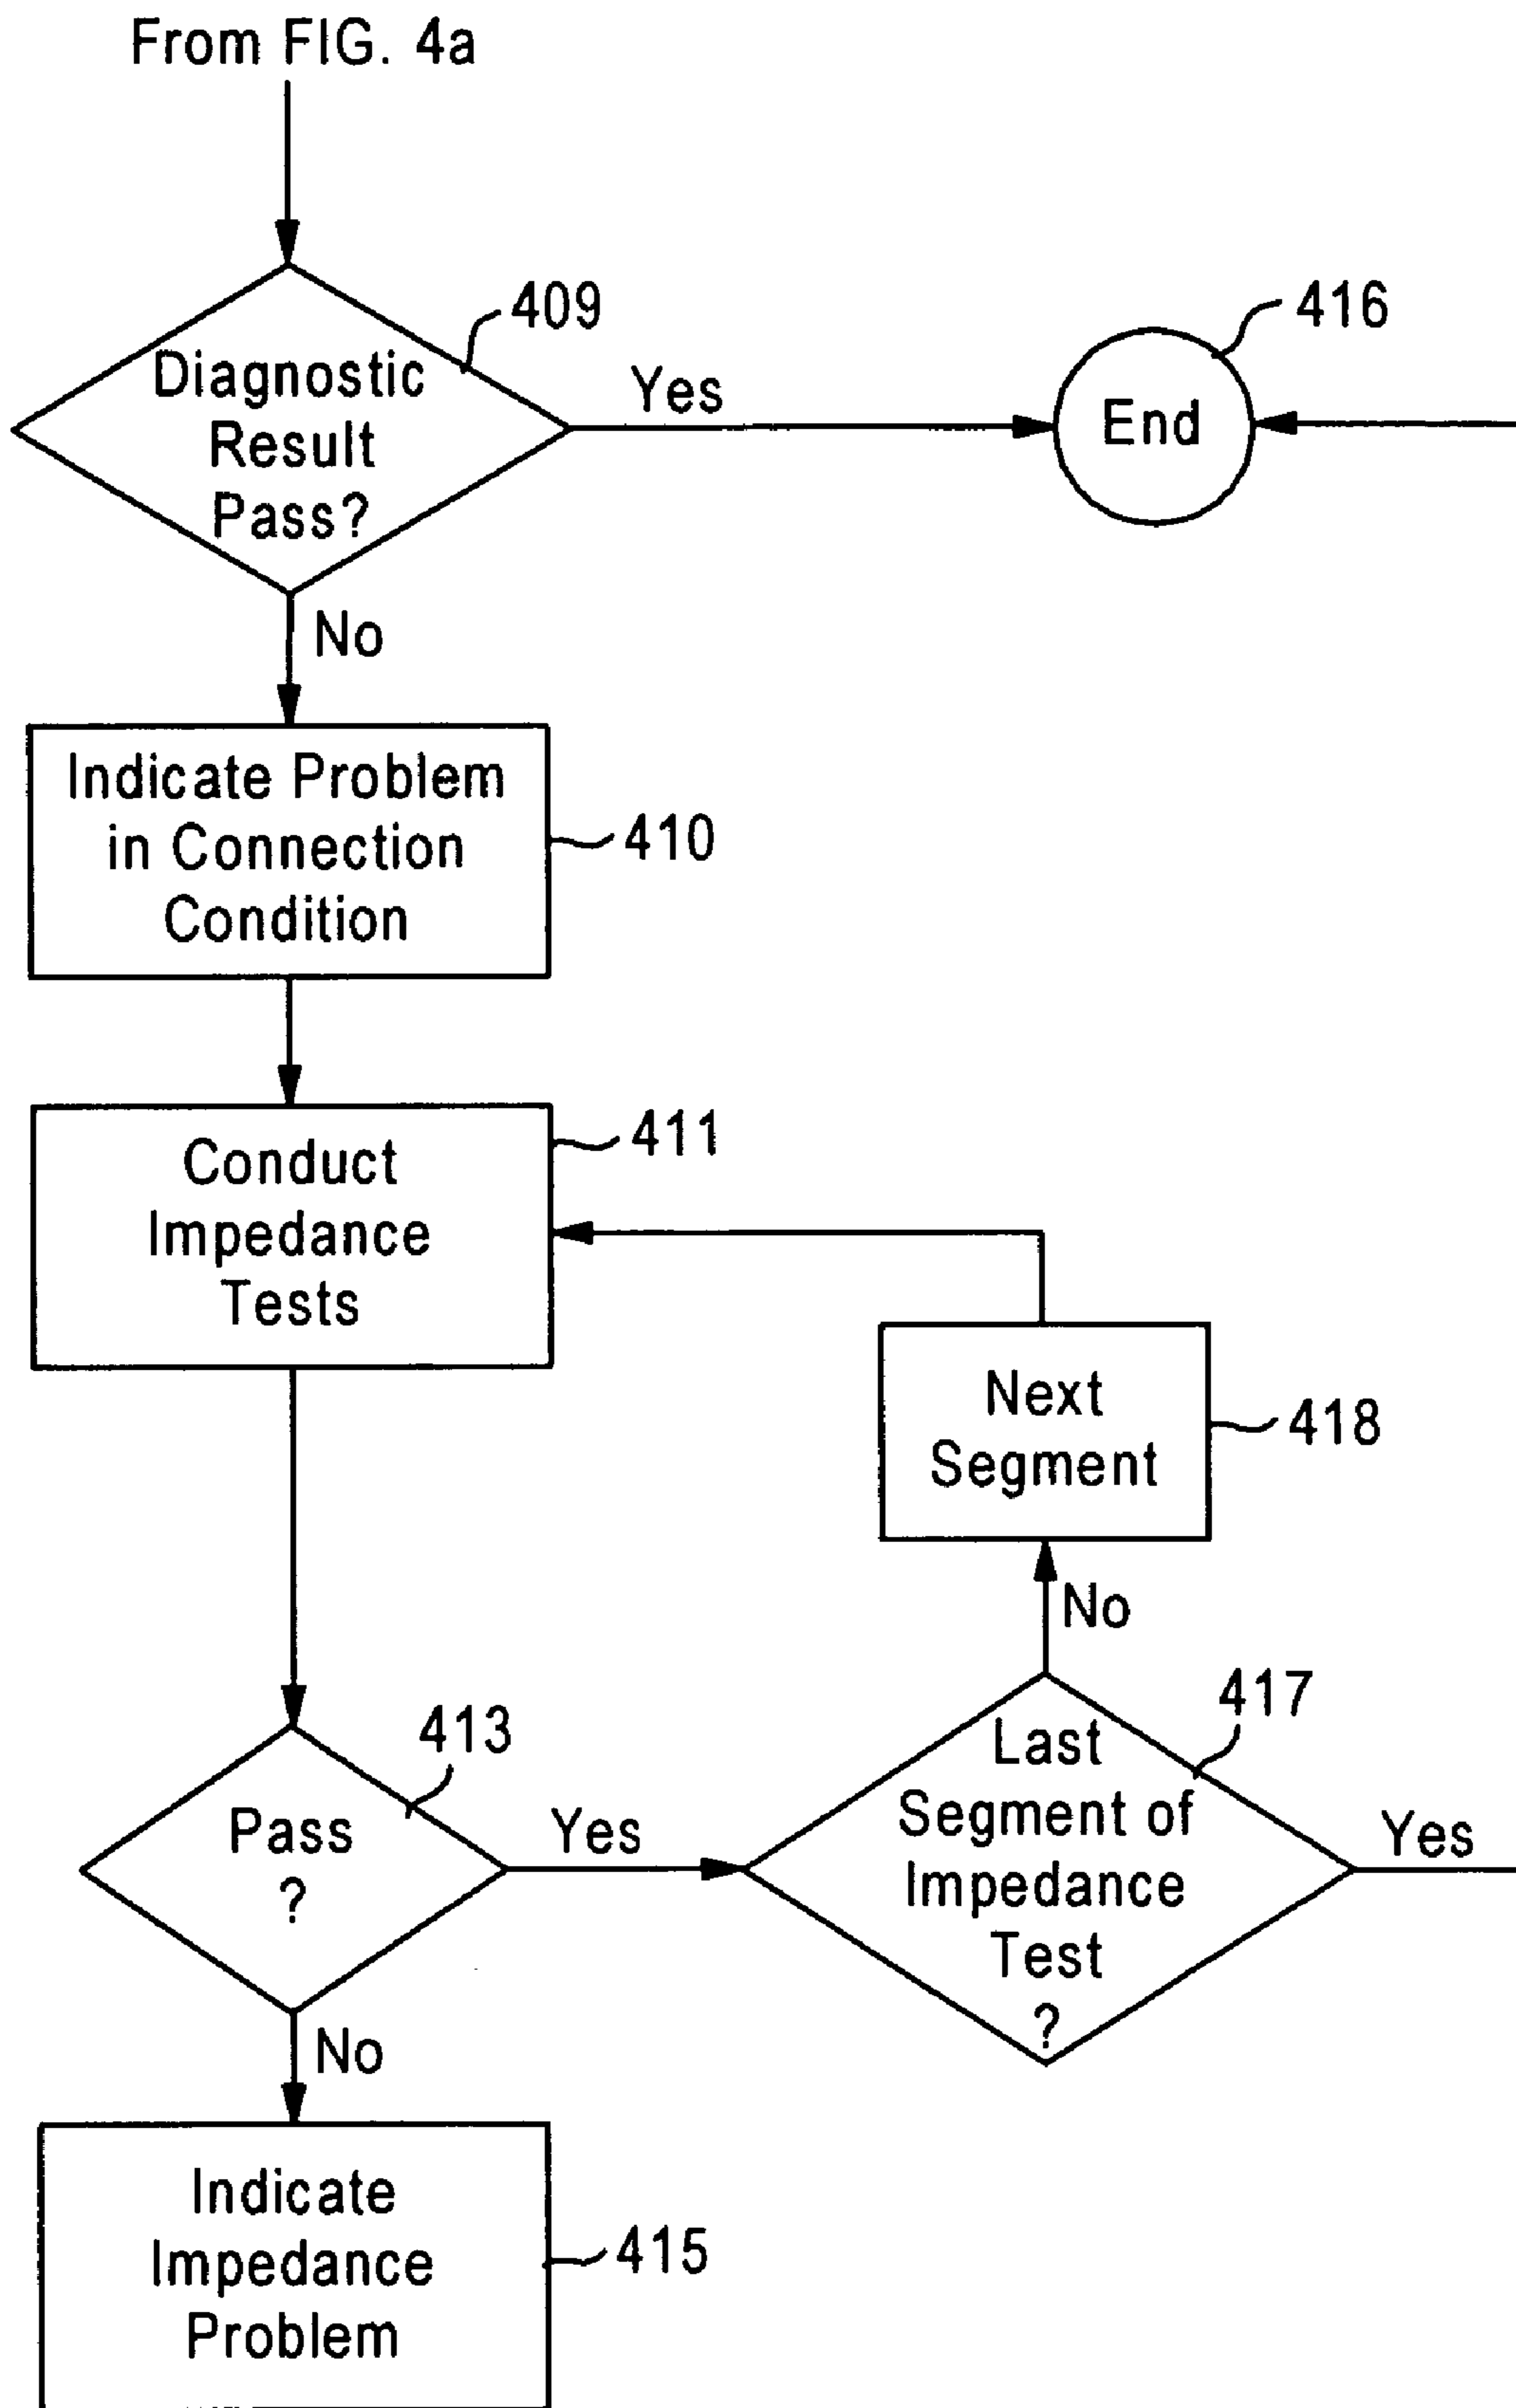 From FIG. 4a
409
Diagnostic
Result
Pass?
Yes
416
End
No
Indicate Problem
in Connection
Condition
410
411
Conduct
Impedance
Tests
Next
Segment
418
No
417
413
Pass
?
Yes
Last
Segment of
Impedance
Test
?
Yes
No
Indicate
Impedance
Problem
415